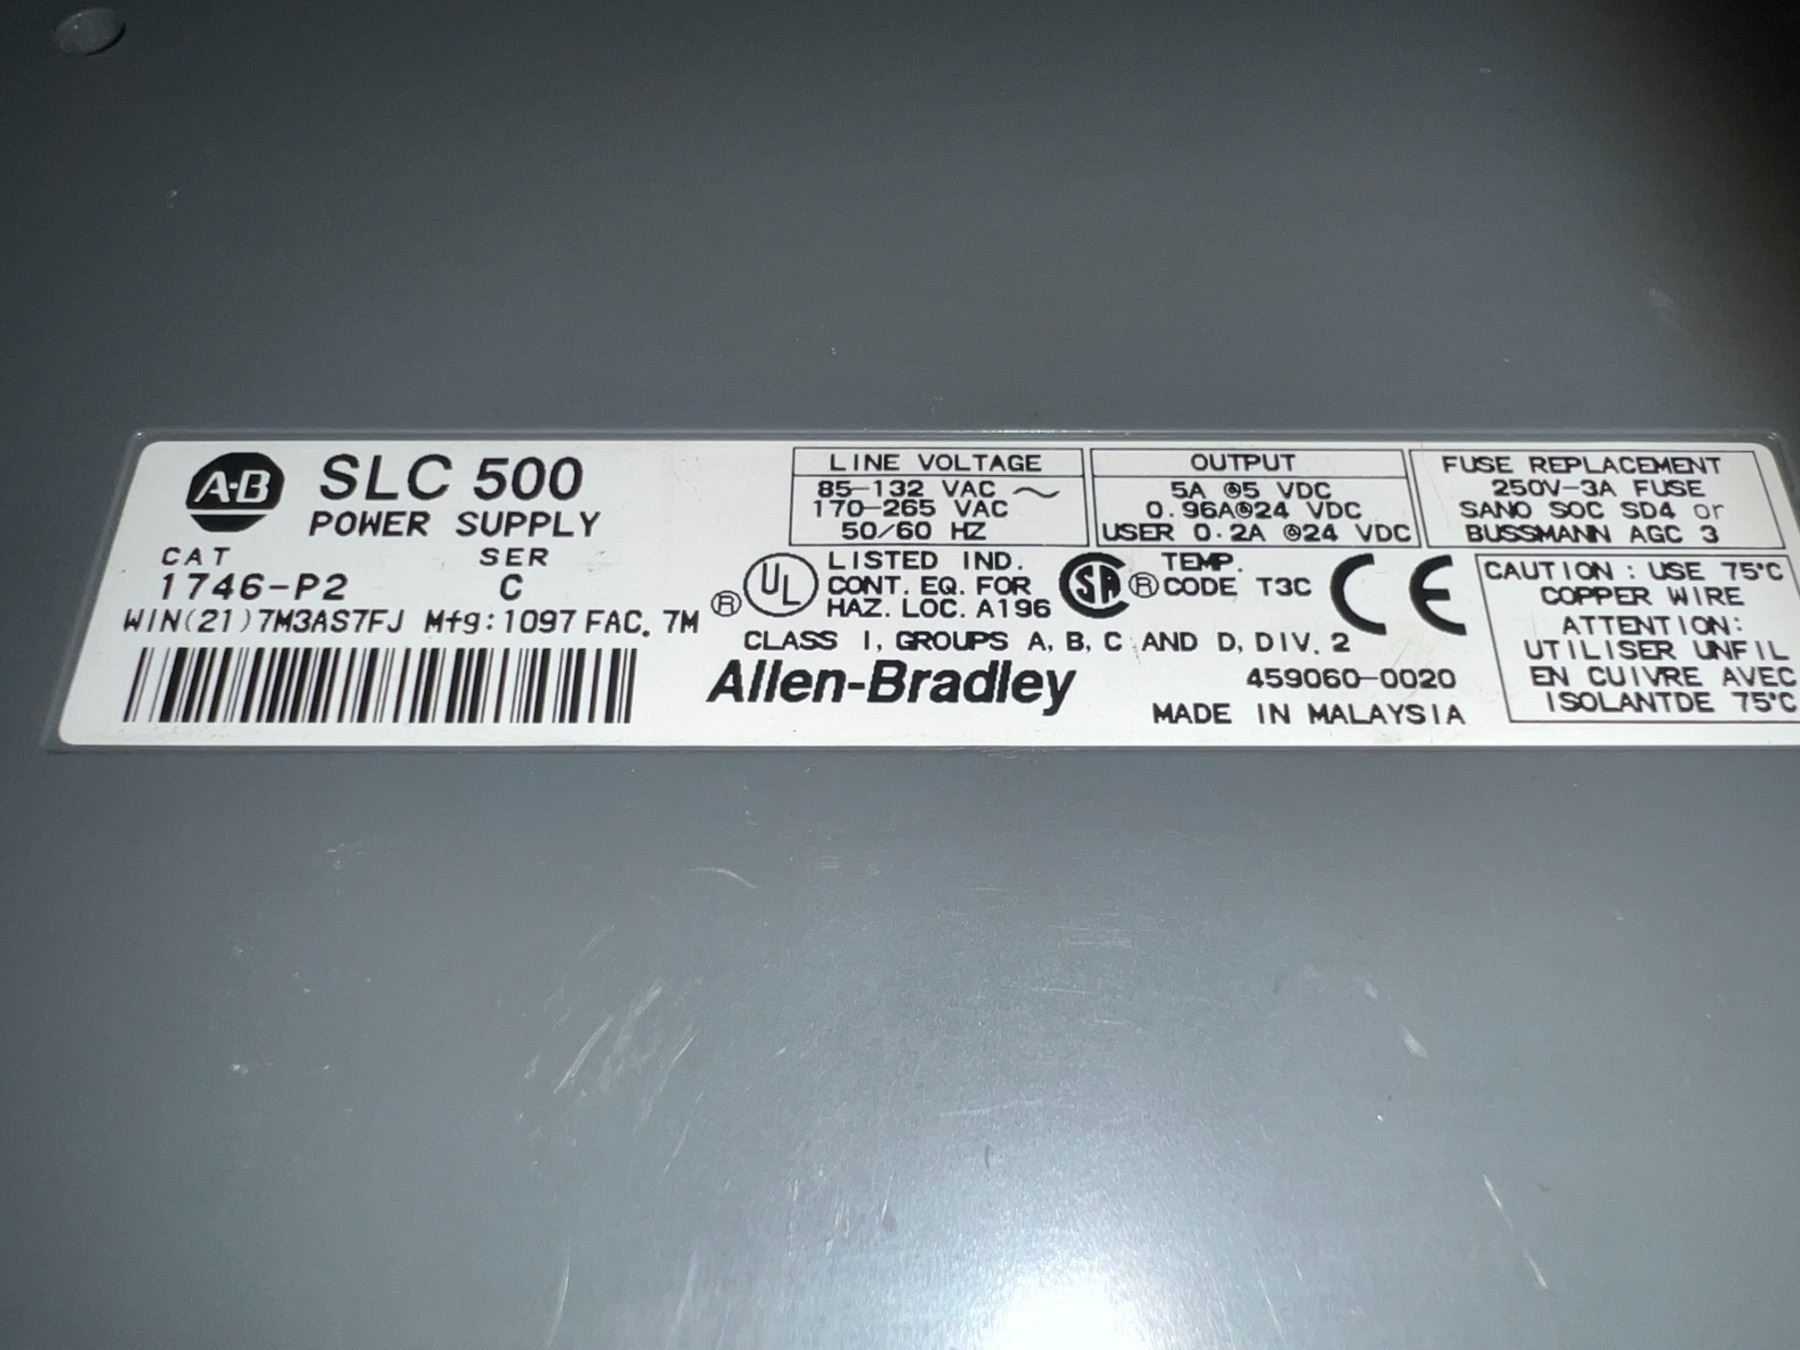 A-B
SLC 500
POWER SUPPLY
CAT SER
1746-P2 C
WIN(21)7M3AS7FJ Mfg:1097 FAC. 7M
LINE VOLTAGE
85-132 VAC ~
170-265 VAC
50/60 HZ
OUTPUT
5A @5 VDC
0.96A@24 VDC
USER 0.2A @24 VDC
FUSE REPLACEMENT
250V-3A FUSE
SANO SOC SD4 or
BUSSMANN AGC 3
® UL LISTED IND.
CONT. EQ. FOR
HAZ. LOC. A196
SA ® TEMP.
CODE T3C
CE
CLASS I, GROUPS A, B, C AND D, DIV. 2
Allen-Bradley
459060-0020
MADE IN MALAYSIA
CAUTION : USE 75°C
COPPER WIRE
ATTENTION:
UTILISER UNFIL
EN CUIVRE AVEC
ISOLANTDE 75°C